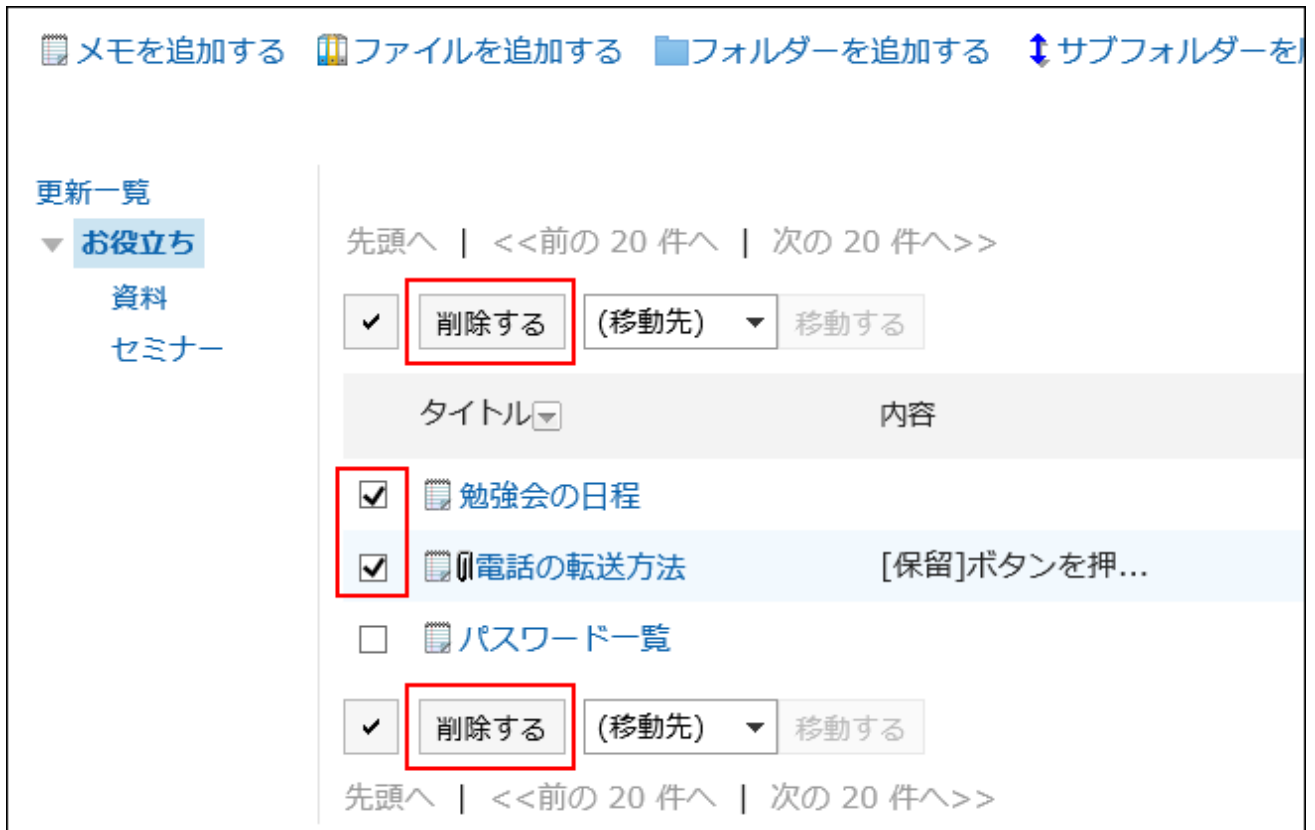 メモを追加する ファイルを追加する フォルダーを追加する サブフォルダーを
更新一覧
お役立ち
資料
セミナー
先頭へ | <<前の 20 件へ | 次の 20 件へ>>
削除する (移動先) 移動する
タイトル 内容
勉強会の日程
電話の転送方法 [保留]ボタンを押...
パスワード一覧
削除する (移動先) 移動する
先頭へ | <<前の 20 件へ | 次の 20 件へ>>